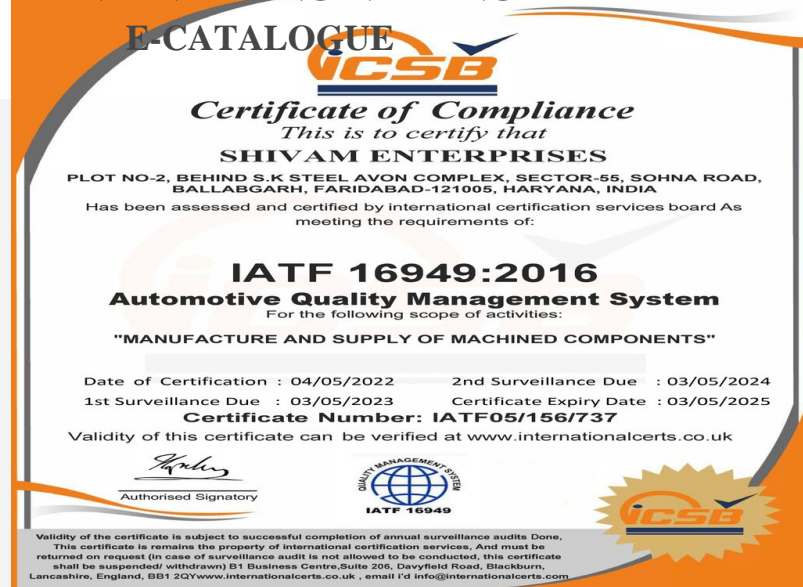 E-CATALOGUE
iCSB
Certificate of Compliance
This is to certify that
SHIVAM ENTERPRISES
PLOT NO-2, BEHIND S.K STEEL AVON COMPLEX, SECTOR-55, SOHNA ROAD,
BALLABGARH, FARIDABAD-121005, HARYANA, INDIA
Has been assessed and certified by international certification services board As
meeting the requirements of:
IATF 16949:2016
Automotive Quality Management System
For the following scope of activities:
"MANUFACTURE AND SUPPLY OF MACHINED COMPONENTS"
Date of Certification : 04/05/2022 2nd Surveillance Due : 03/05/2024
1st Surveillance Due : 03/05/2023 Certificate Expiry Date : 03/05/2025
Certificate Number: IATF05/156/737
Validity of this certificate can be verified at www.internationalcerts.co.uk
Authorised Signatory
QUALITY MANAGEMENT SYSTEM
IATF 16949
iCSB
Validity of the certificate is subject to successful completion of annual surveillance audits Done,
This certificate is remains the property of international certification services, And must be
returned on request (in case of surveillance audit is not allowed to be conducted, this certificate
shall be suspended/ withdrawn) B1 Business Centre,Suite 206, Davyfield Road, Blackburn,
Lancashire, England, BB1 2QYwww.internationalcerts.co.uk , email I'd info@internationalcerts.com